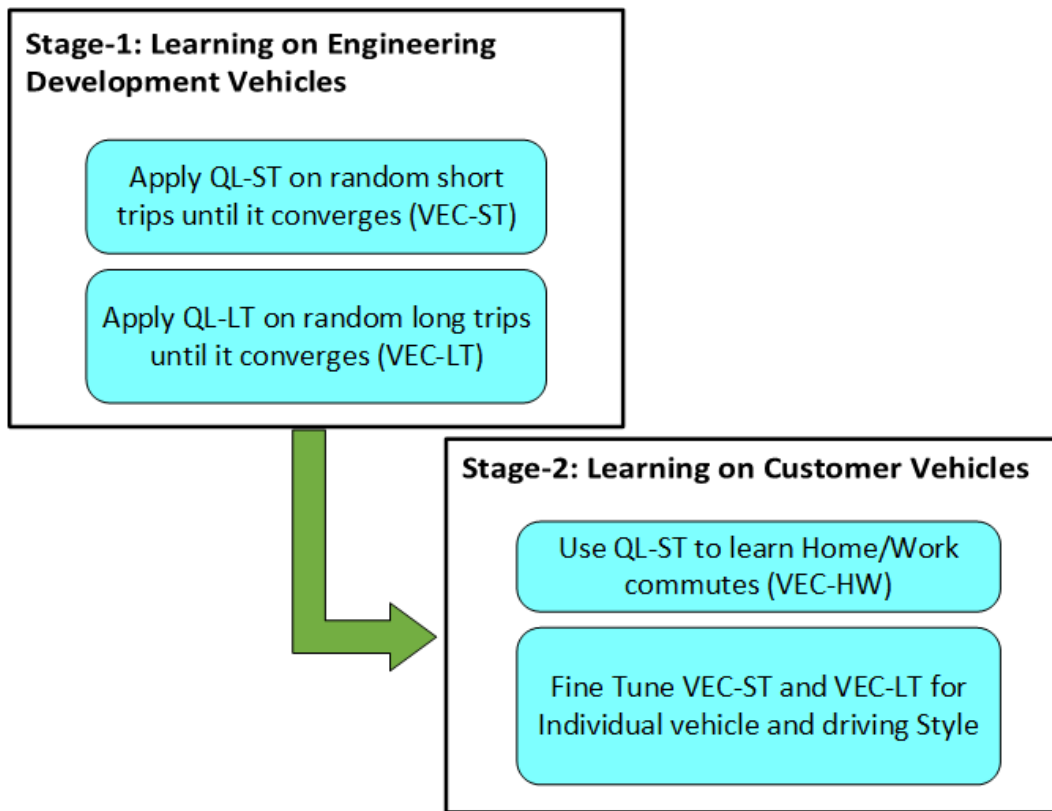 Stage-1: Learning on Engineering
Development Vehicles
Apply QL-ST on random short
trips until it converges (VEC-ST)
Apply QL-LT on random long trips
until it converges (VEC-LT)
Stage-2: Learning on Customer Vehicles
Use QL-ST to learn Home/Work
commutes (VEC-HW)
Fine Tune VEC-ST and VEC-LT for
Individual vehicle and driving Style